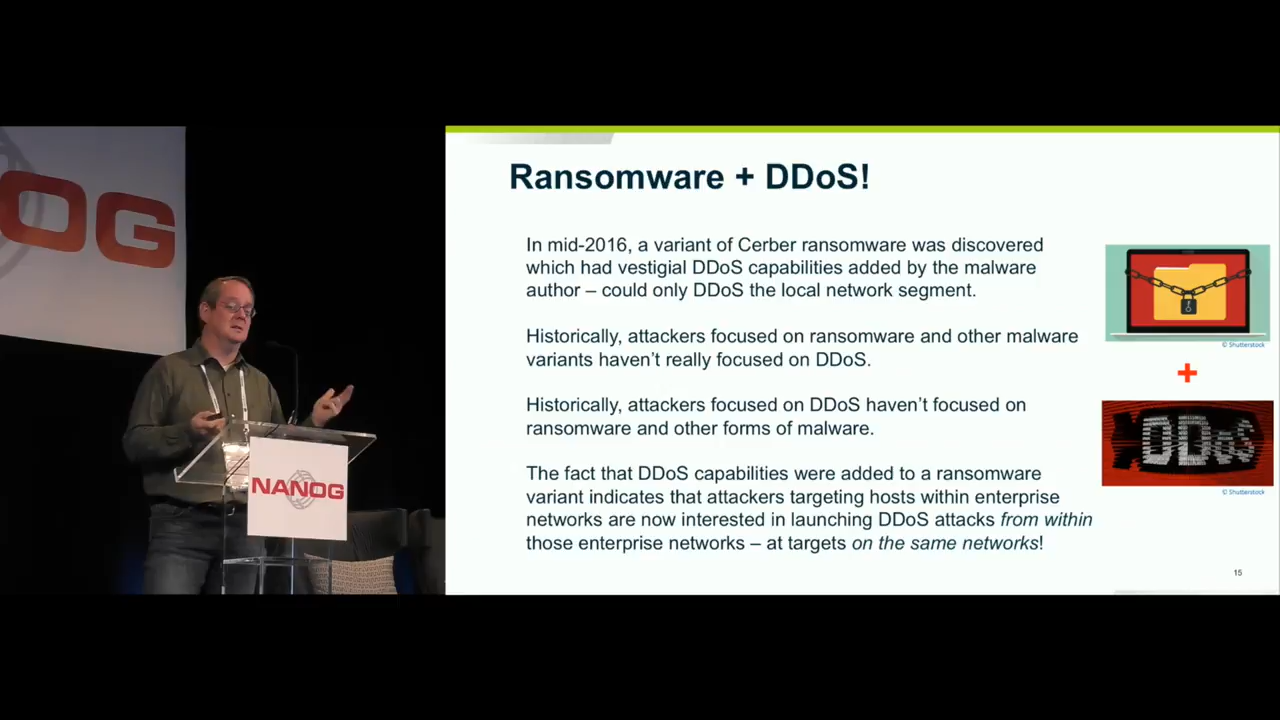 OG
NANOG
Ransomware + DDoS!
In mid-2016, a variant of Cerber ransomware was discovered
which had vestigial DDoS capabilities added by the malware
author – could only DDoS the local network segment.
Historically, attackers focused on ransomware and other malware
variants haven't really focused on DDoS.
Historically, attackers focused on DDoS haven't focused on
ransomware and other forms of malware.
The fact that DDoS capabilities were added to a ransomware
variant indicates that attackers targeting hosts within enterprise
networks are now interested in launching DDoS attacks from within
those enterprise networks – at targets on the same networks!
© Shutterstock
+
DDoS
© Shutterstock
15